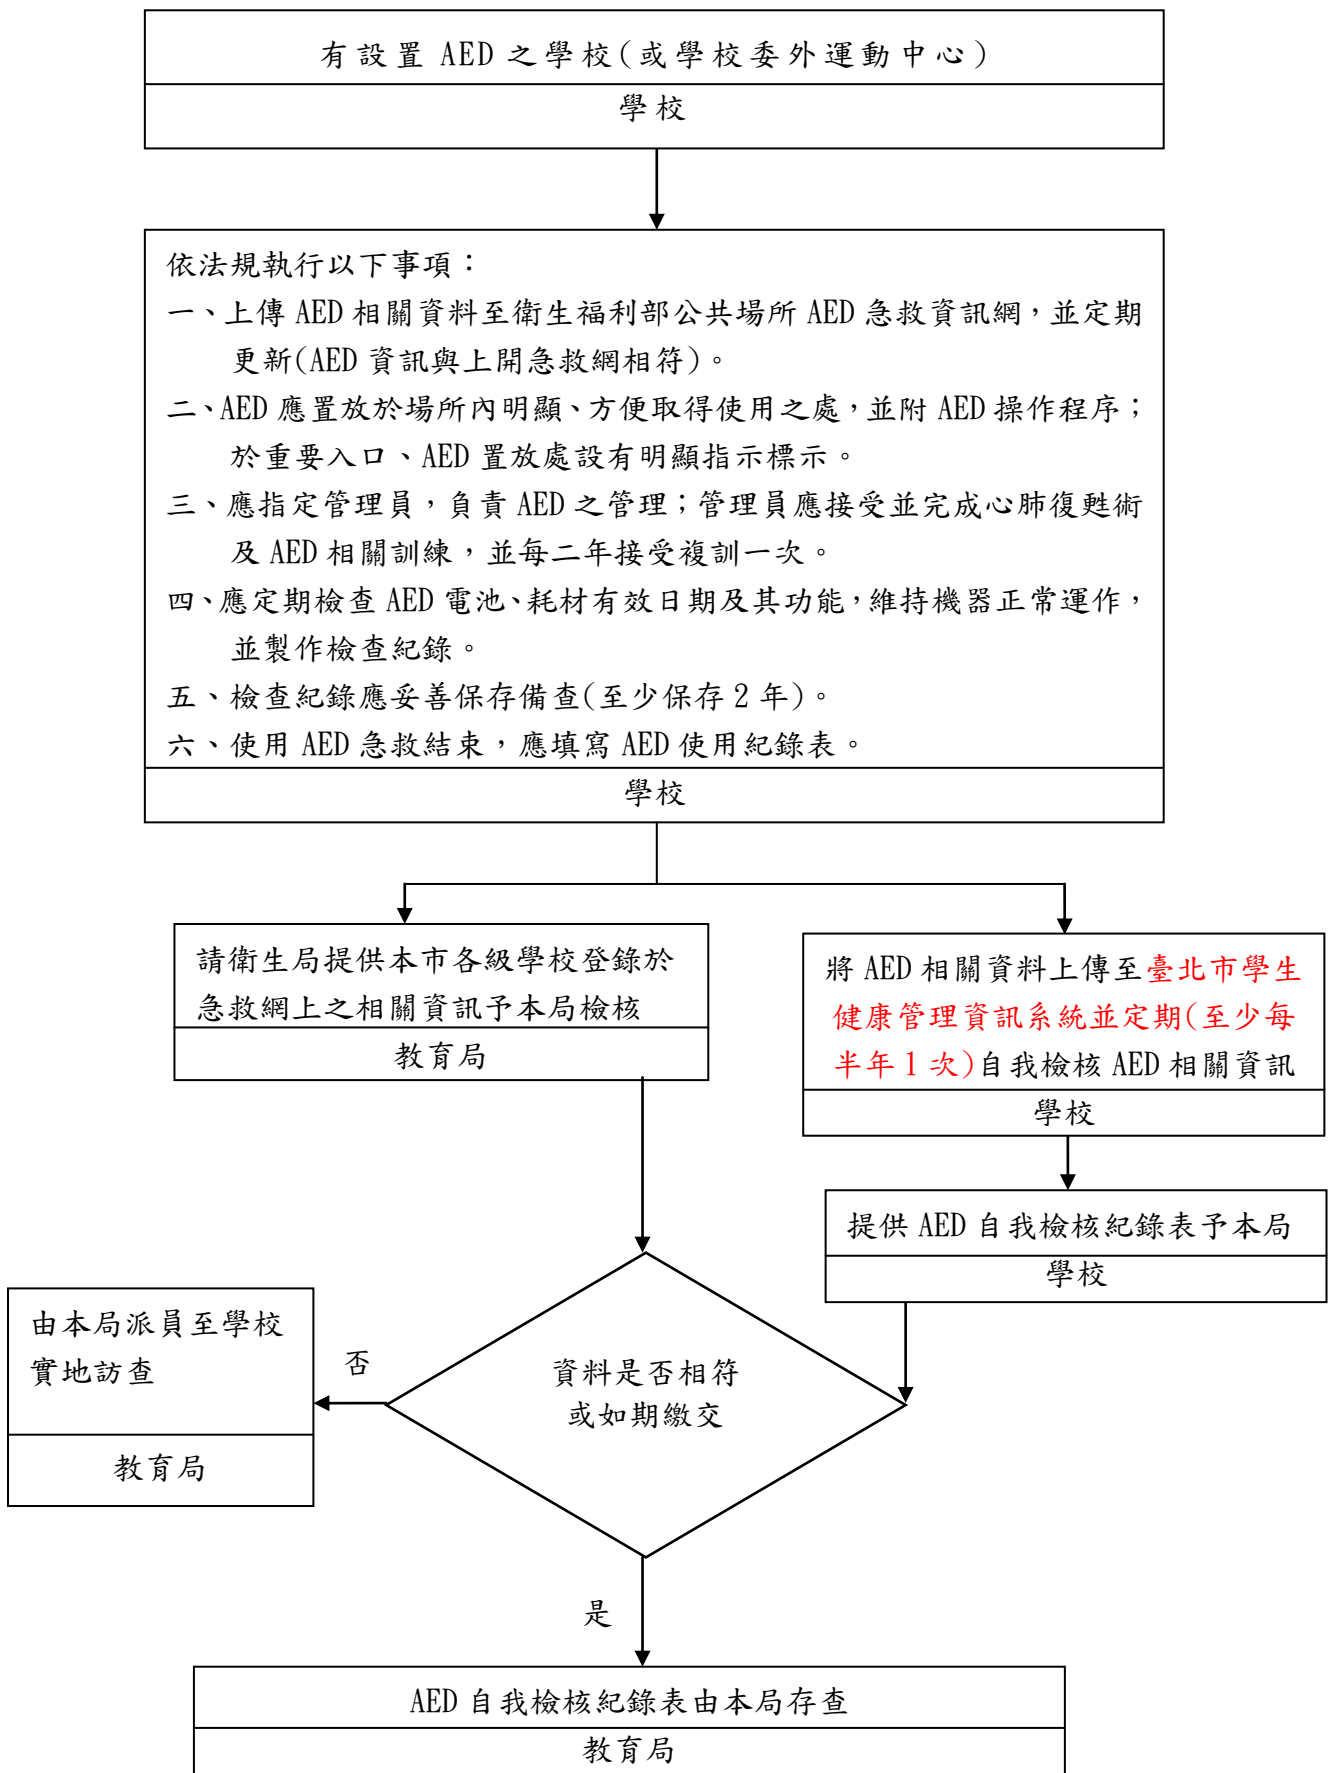 有設置 AED 之學校(或學校委外運動中心)
學校
依法規執行以下事項：
一、上傳 AED 相關資料至衛生福利部公共場所 AED 急救資訊網，並定期
更新(AED 資訊與上開急救網相符)。
二、AED 應置放於場所內明顯、方便取得使用之處，並附 AED 操作程序；
於重要入口、AED 置放處設有明顯指示標示。
三、應指定管理員，負責 AED 之管理；管理員應接受並完成心肺復甦術
及 AED 相關訓練，並每二年接受複訓一次。
四、應定期檢查 AED 電池、耗材有效日期及其功能，維持機器正常運作，
並製作檢查紀錄。
五、檢查紀錄應妥善保存備查(至少保存 2 年)。
六、使用 AED 急救結束，應填寫 AED 使用紀錄表。
學校
請衛生局提供本市各級學校登錄於
急救網上之相關資訊予本局檢核
教育局
將 AED 相關資料上傳至臺北市學生
健康管理資訊系統並定期(至少每
半年 1 次)自我檢核 AED 相關資訊
學校
提供 AED 自我檢核紀錄表予本局
學校
由本局派員至學校
實地訪查
教育局
否
資料是否相符
或如期繳交
是
AED 自我檢核紀錄表由本局存查
教育局